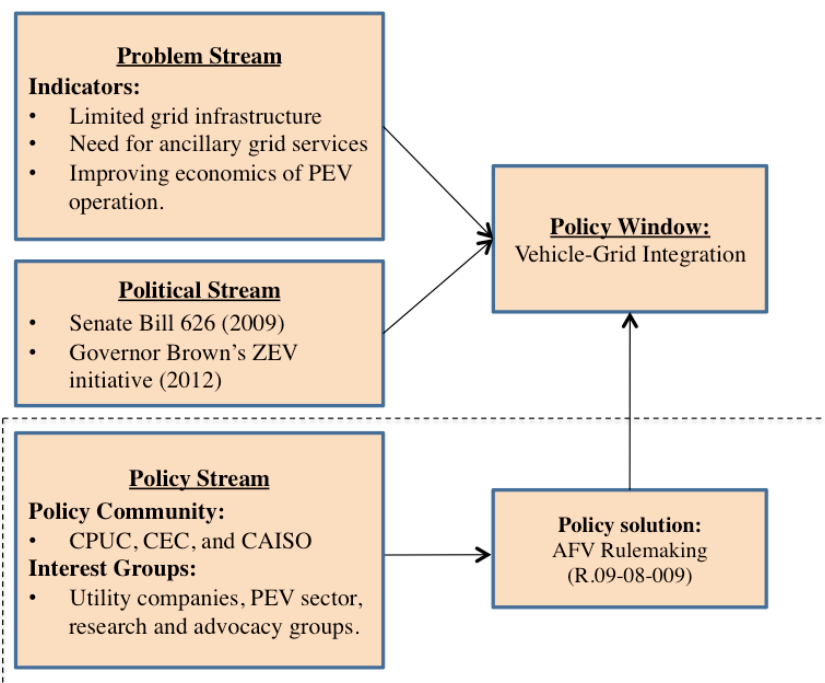 Problem Stream
Indicators:
• Limited grid infrastructure
• Need for ancillary grid services
• Improving economics of PEV
operation.
Political Stream
• Senate Bill 626 (2009)
• Governor Brown’s ZEV
initiative (2012)
Policy Window:
Vehicle-Grid Integration
Policy Stream
Policy Community:
• CPUC, CEC, and CAISO
Interest Groups:
• Utility companies, PEV sector,
research and advocacy groups.
Policy solution:
AFV Rulemaking
(R.09-08-009)